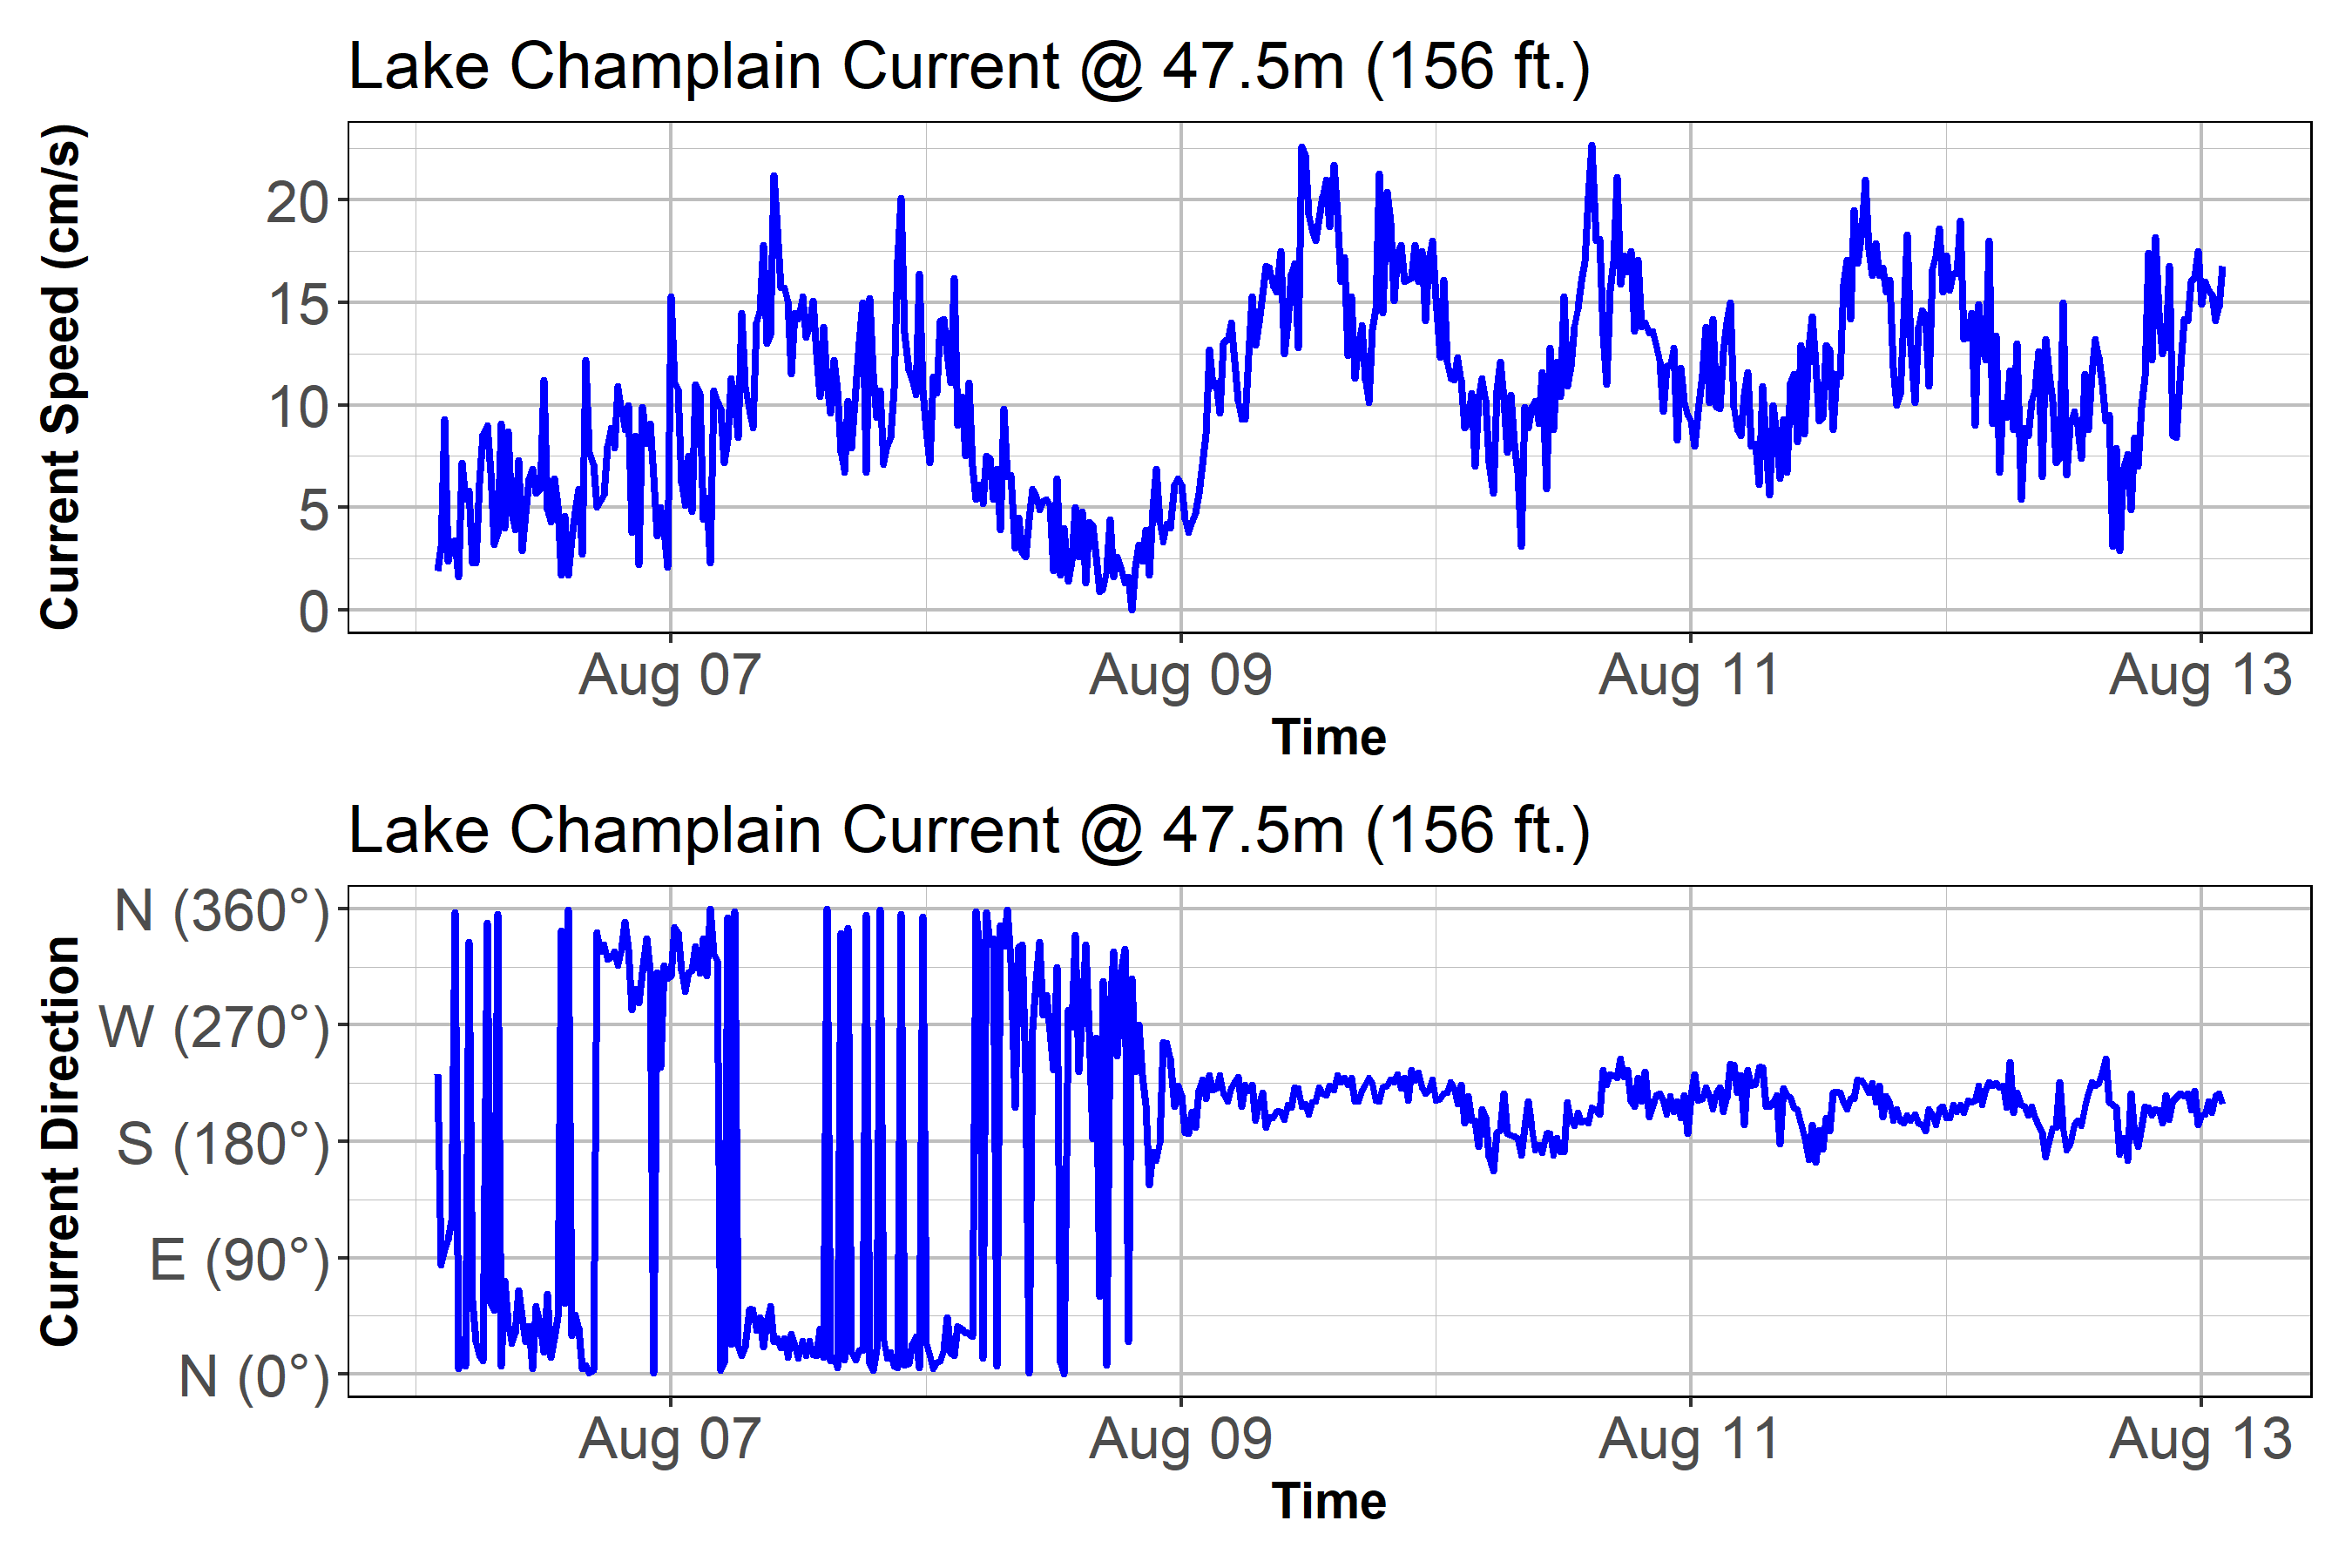 Lake Champlain Current @ 47.5m (156 ft.)
Current Speed (cm/s)
20
15
10
5
0
Aug 07 Aug 09 Aug 11 Aug 13
Time
Lake Champlain Current @ 47.5m (156 ft.)
Current Direction
N (360°)
W (270°)
S (180°)
E (90°)
N (0°)
Aug 07 Aug 09 Aug 11 Aug 13
Time